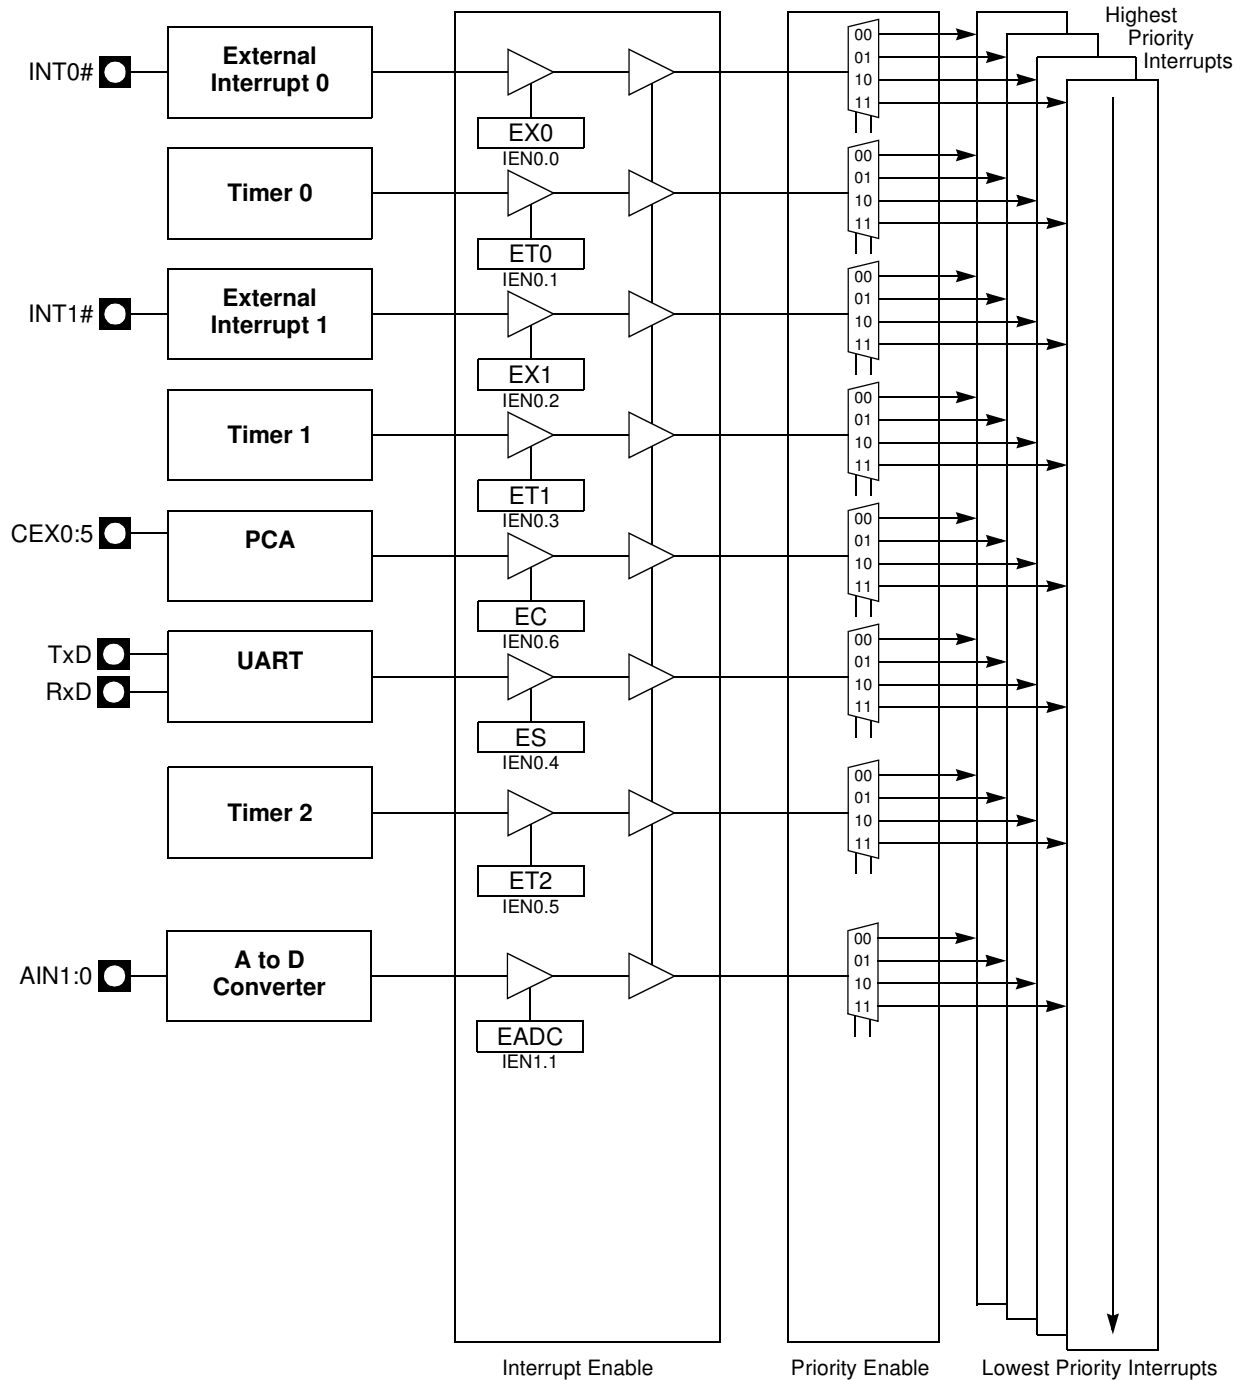 Highest
Priority
Interrupts
INT0#
External
Interrupt 0
EX0
IEN0.0
00
01
10
11
Timer 0
ET0
IEN0.1
00
01
10
11
INT1#
External
Interrupt 1
EX1
IEN0.2
00
01
10
11
Timer 1
ET1
IEN0.3
00
01
10
11
CEX0:5
PCA
EC
IEN0.6
00
01
10
11
TxD
RxD
UART
ES
IEN0.4
00
01
10
11
Timer 2
ET2
IEN0.5
00
01
10
11
AIN1:0
A to D
Converter
EADC
IEN1.1
00
01
10
11
Interrupt Enable
Priority Enable
Lowest Priority Interrupts